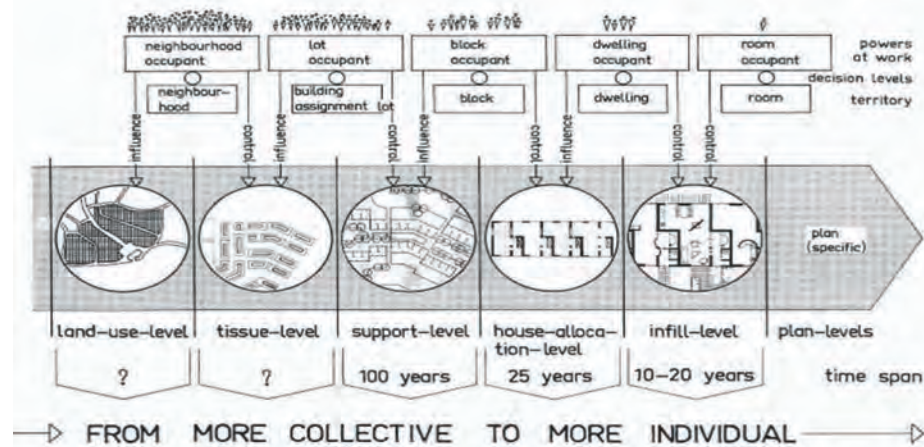 neighbourhood
occupant
lot
occupant
block
occupant
dwelling
occupant
room
occupant
powers
at work
decision levels
neighbour-
hood
building
assignment lot
block
dwelling
room
territory
influence
control
influence
control
influence
control
influence
control
power
plan
(specific)
land-use-level
tissue-level
support-level
house-alloca-
tion-level
infill-level
plan-levels
?
?
100 years
25 years
10-20 years
time span
FROM MORE COLLECTIVE TO MORE INDIVIDUAL